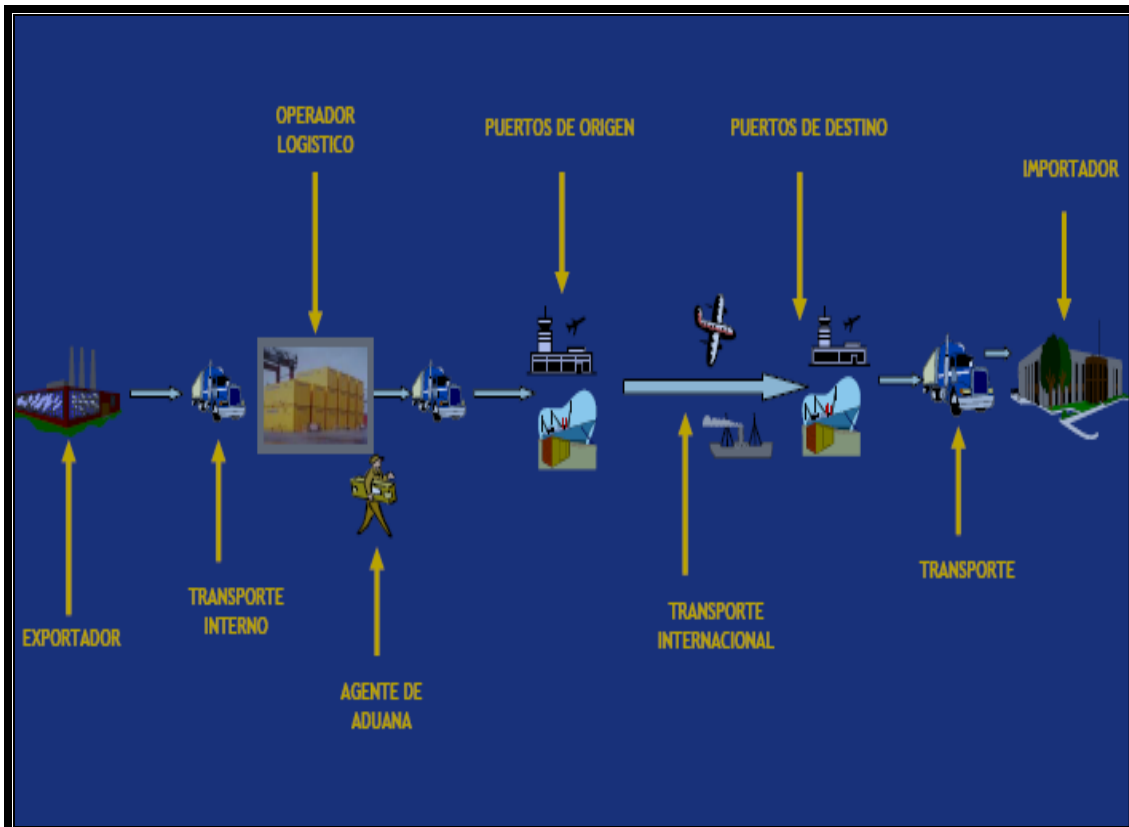 OPERADOR
LOGISTICO
PUERTOS DE ORIGEN
PUERTOS DE DESTINO
IMPORTADOR
EXPORTADOR
TRANSPORTE
INTERNO
AGENTE DE
ADUANA
TRANSPORTE
INTERNACIONAL
TRANSPORTE